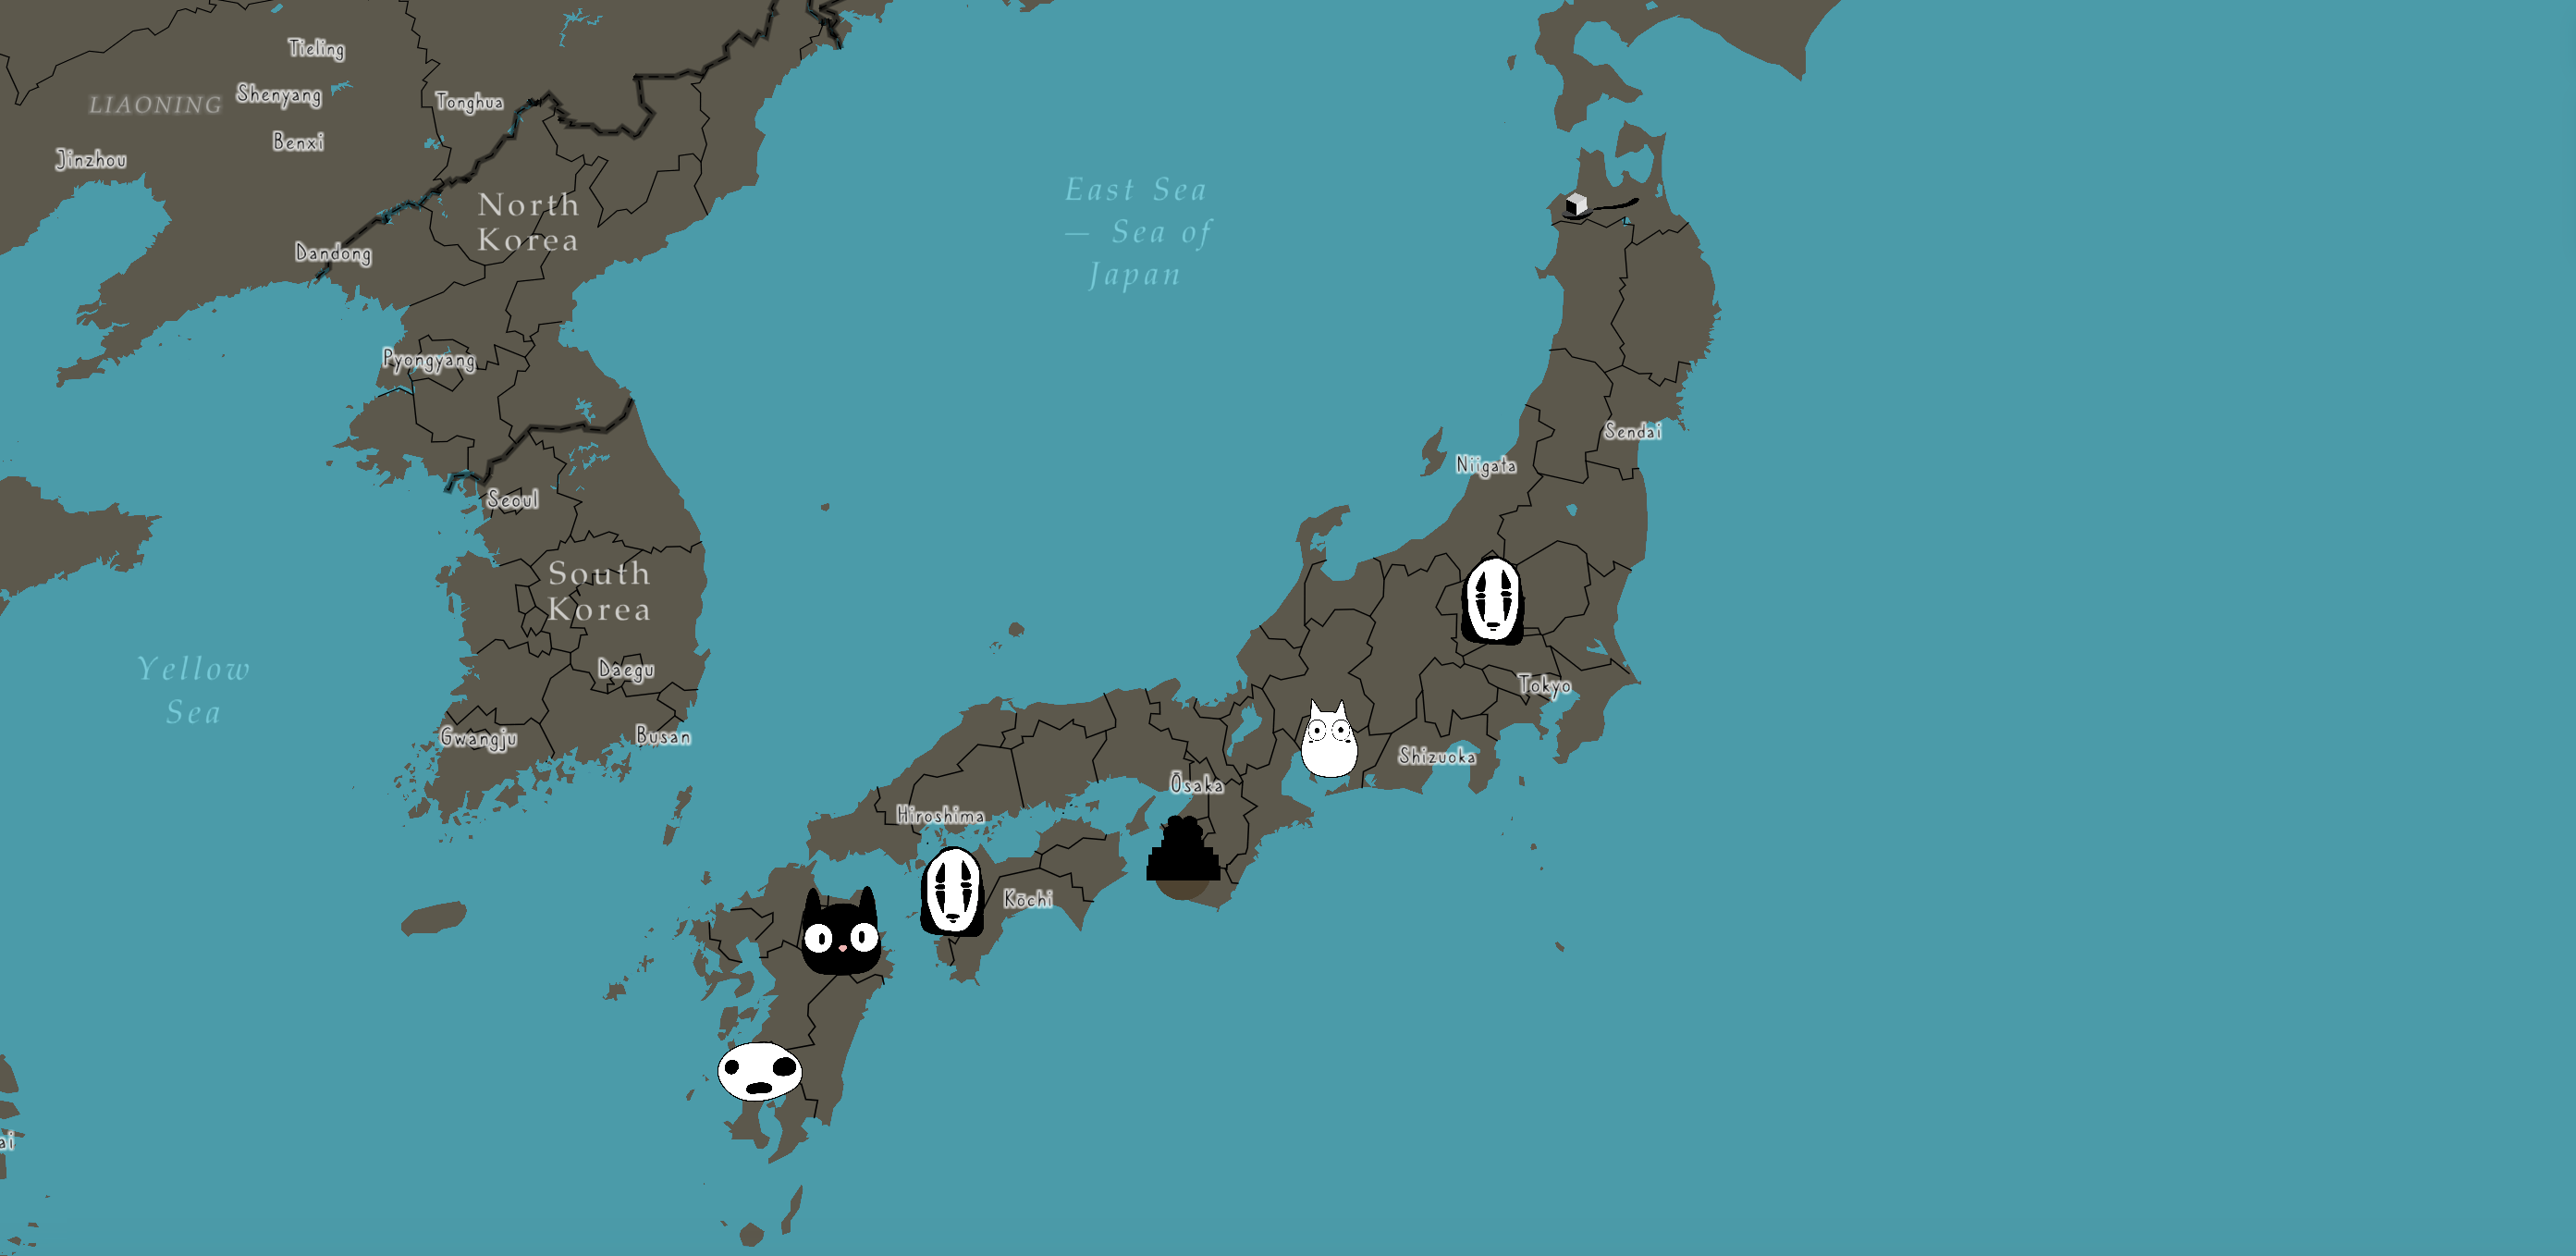 Tieling
LIAONING
Shenyang
Tonghua
Benxi
Jinzhou
North
Korea
East Sea
— Sea of
Japan
Dandong
Pyongyang
Sendai
Niigata
Seoul
South
Korea
Yellow
Sea
Daegu
Tokyo
Gwangju
Busan
Shizuoka
Ōsaka
Hiroshima
Kōchi
ai